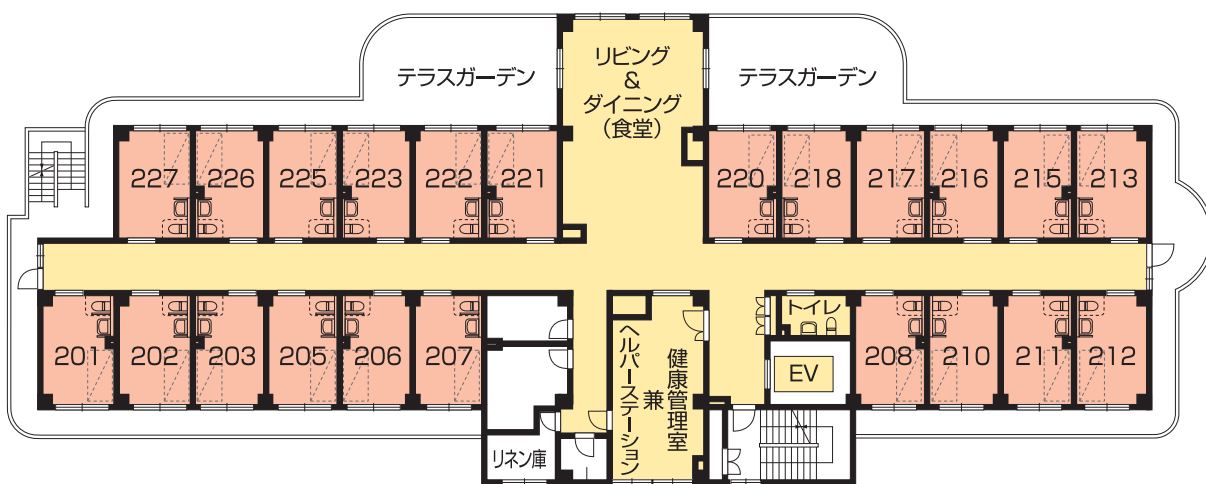 リビング
&
ダイニング
(食堂)
テラスガーデン
テラスガーデン
227
226
225
223
222
221
220
218
217
216
215
213
201
202
203
205
206
207
トイレ
208
210
211
212
EV
健康管理室
兼
ヘルパーステーション
リネン庫